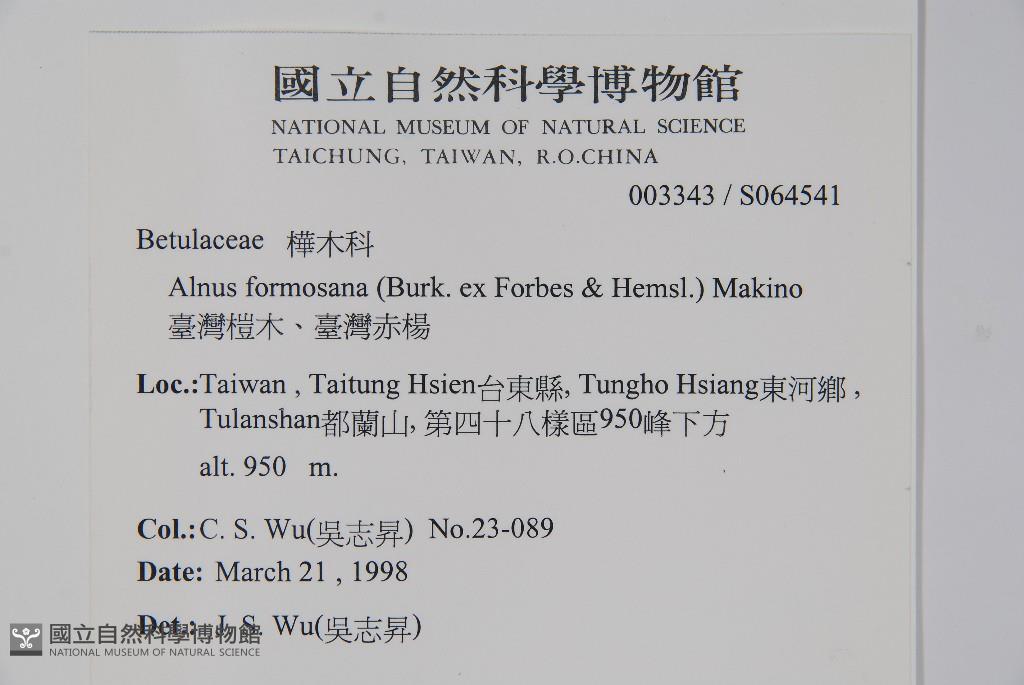 國立自然科學博物館
NATIONAL MUSEUM OF NATURAL SCIENCE
TAICHUNG, TAIWAN, R.O.CHINA
003343 / S064541
Betulaceae 樺木科
Alnus formosana (Burk. ex Forbes & Hemsl.) Makino
臺灣榿木、臺灣赤楊
Loc.:Taiwan , Taitung Hsien台東縣, Tungho Hsiang東河鄉 ,
Tulanshan都蘭山, 第四十八樣區950峰下方
alt. 950 m.
Col.:C. S. Wu(吳志昇) No.23-089
Date: March 21 , 1998
Det.: J. S. Wu(吳志昇)
國立自然科學博物館
NATIONAL MUSEUM OF NATURAL SCIENCE